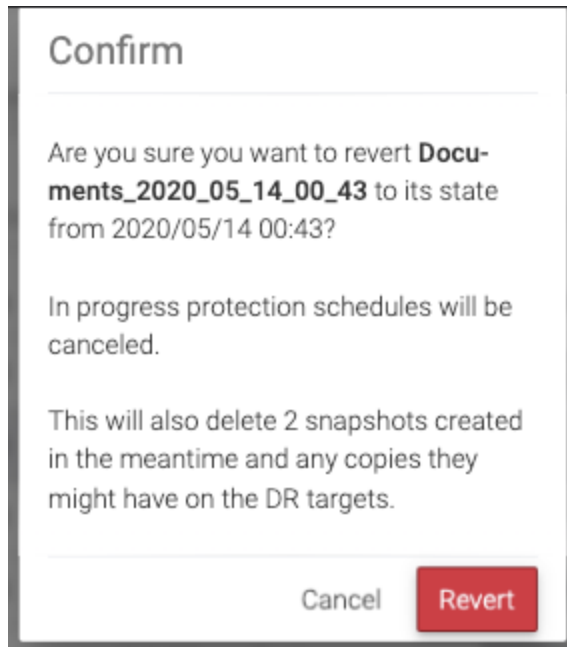 Confirm
Are you sure you want to revert Docu-
ments_2020_05_14_00_43 to its state
from 2020/05/14 00:43?
In progress protection schedules will be
canceled.
This will also delete 2 snapshots created
in the meantime and any copies they
might have on the DR targets.
Cancel Revert